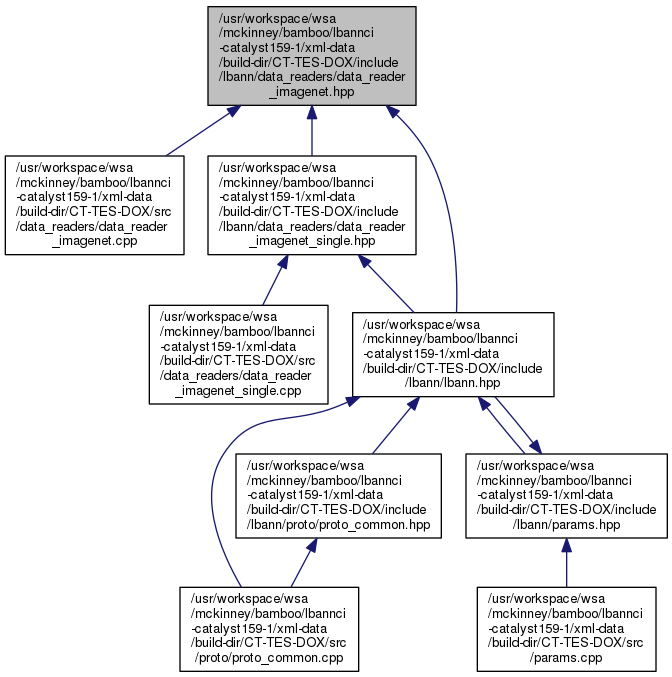 /usr/workspace/wsa
/mckinney/bamboo/lbannci
-catalyst159-1/xml-data
/build-dir/CT-TES-DOX/include
/lbann/data_readers/data_reader
_imagenet.hpp
/usr/workspace/wsa
/mckinney/bamboo/lbannci
-catalyst159-1/xml-data
/build-dir/CT-TES-DOX/src
/data_readers/data_reader
_imagenet.cpp
/usr/workspace/wsa
/mckinney/bamboo/lbannci
-catalyst159-1/xml-data
/build-dir/CT-TES-DOX/include
/lbann/data_readers/data_reader
_imagenet_single.hpp
/usr/workspace/wsa
/mckinney/bamboo/lbannci
-catalyst159-1/xml-data
/build-dir/CT-TES-DOX/src
/data_readers/data_reader
_imagenet_single.cpp
/usr/workspace/wsa
/mckinney/bamboo/lbannci
-catalyst159-1/xml-data
/build-dir/CT-TES-DOX/include
/lbann/lbann.hpp
/usr/workspace/wsa
/mckinney/bamboo/lbannci
-catalyst159-1/xml-data
/build-dir/CT-TES-DOX/include
/lbann/proto/proto_common.hpp
/usr/workspace/wsa
/mckinney/bamboo/lbannci
-catalyst159-1/xml-data
/build-dir/CT-TES-DOX/include
/lbann/params.hpp
/usr/workspace/wsa
/mckinney/bamboo/lbannci
-catalyst159-1/xml-data
/build-dir/CT-TES-DOX/src
/proto/proto_common.cpp
/usr/workspace/wsa
/mckinney/bamboo/lbannci
-catalyst159-1/xml-data
/build-dir/CT-TES-DOX/src
/params.cpp